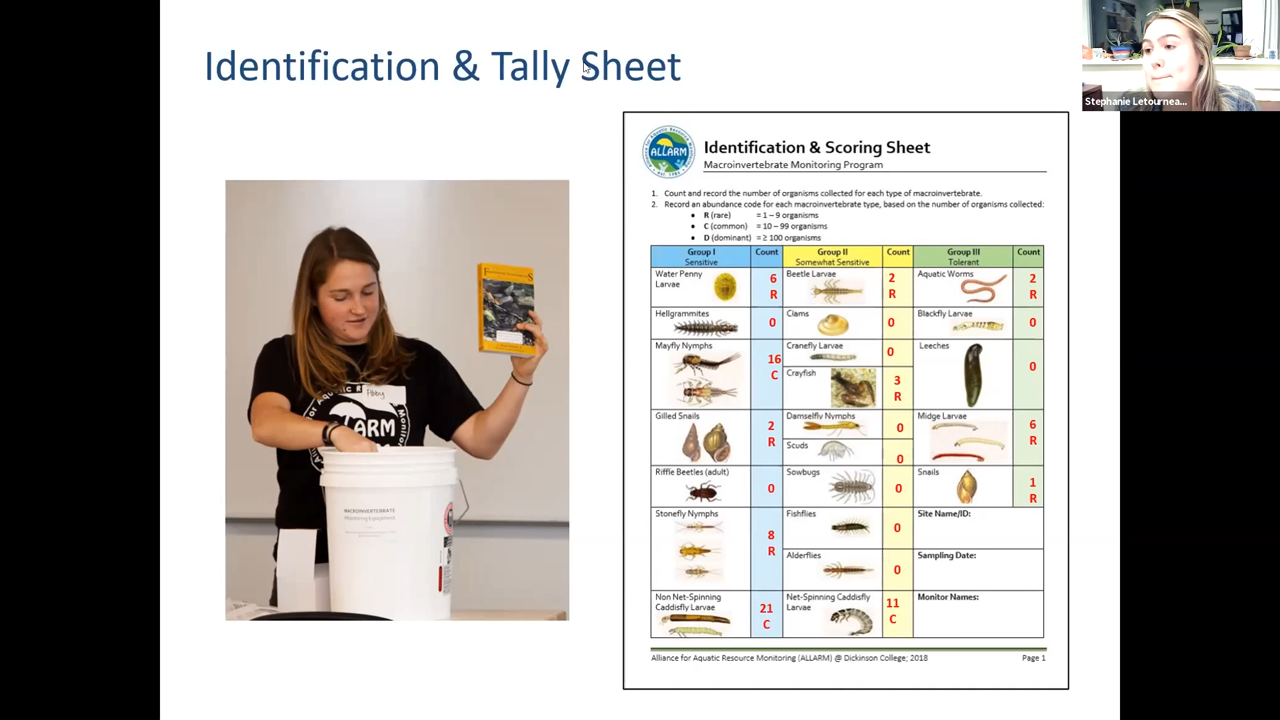 Identification & Tally Sheet
Stephanie Letournea...
ALLARM
Identification & Scoring Sheet
Macroinvertebrate Monitoring Program
1. Count and record the number of organisms collected for each type of macroinvertebrate.
2. Record an abundance code for each macroinvertebrate type, based on the number of organisms collected:
• R (rare) = 1 – 9 organisms
• C (common) = 10 – 99 organisms
• D (dominant) = ≥ 100 organisms
Group I Count Group II Count Group III Count
Sensitive Somewhat Sensitive Tolerant
Water Penny Larvae 6 R Beetle Larvae 2 R Aquatic Worms 2 R
Hellgrammites 0 Clams 0 Blackfly Larvae 0
Mayfly Nymphs 16 C Cranefly Larvae 0 Leeches 0
Crayfish 3 R
Gilled Snails 2 R Damselfly Nymphs 0 Midge Larvae 6 R
Scuds 0
Riffle Beetles (adult) 0 Sowbugs 0 Snails 1 R
Stonefly Nymphs 8 R Fishflies 0 Site Name/ID:
Alderflies 0 Sampling Date:
Non Net-Spinning Caddisfly Larvae 21 C Net-Spinning Caddisfly Larvae 11 C Monitor Names:
Alliance for Aquatic Resource Monitoring (ALLARM) @ Dickinson College; 2018 Page 1
Abby
MACROINVERTEBRATE
Monitoring Equipment